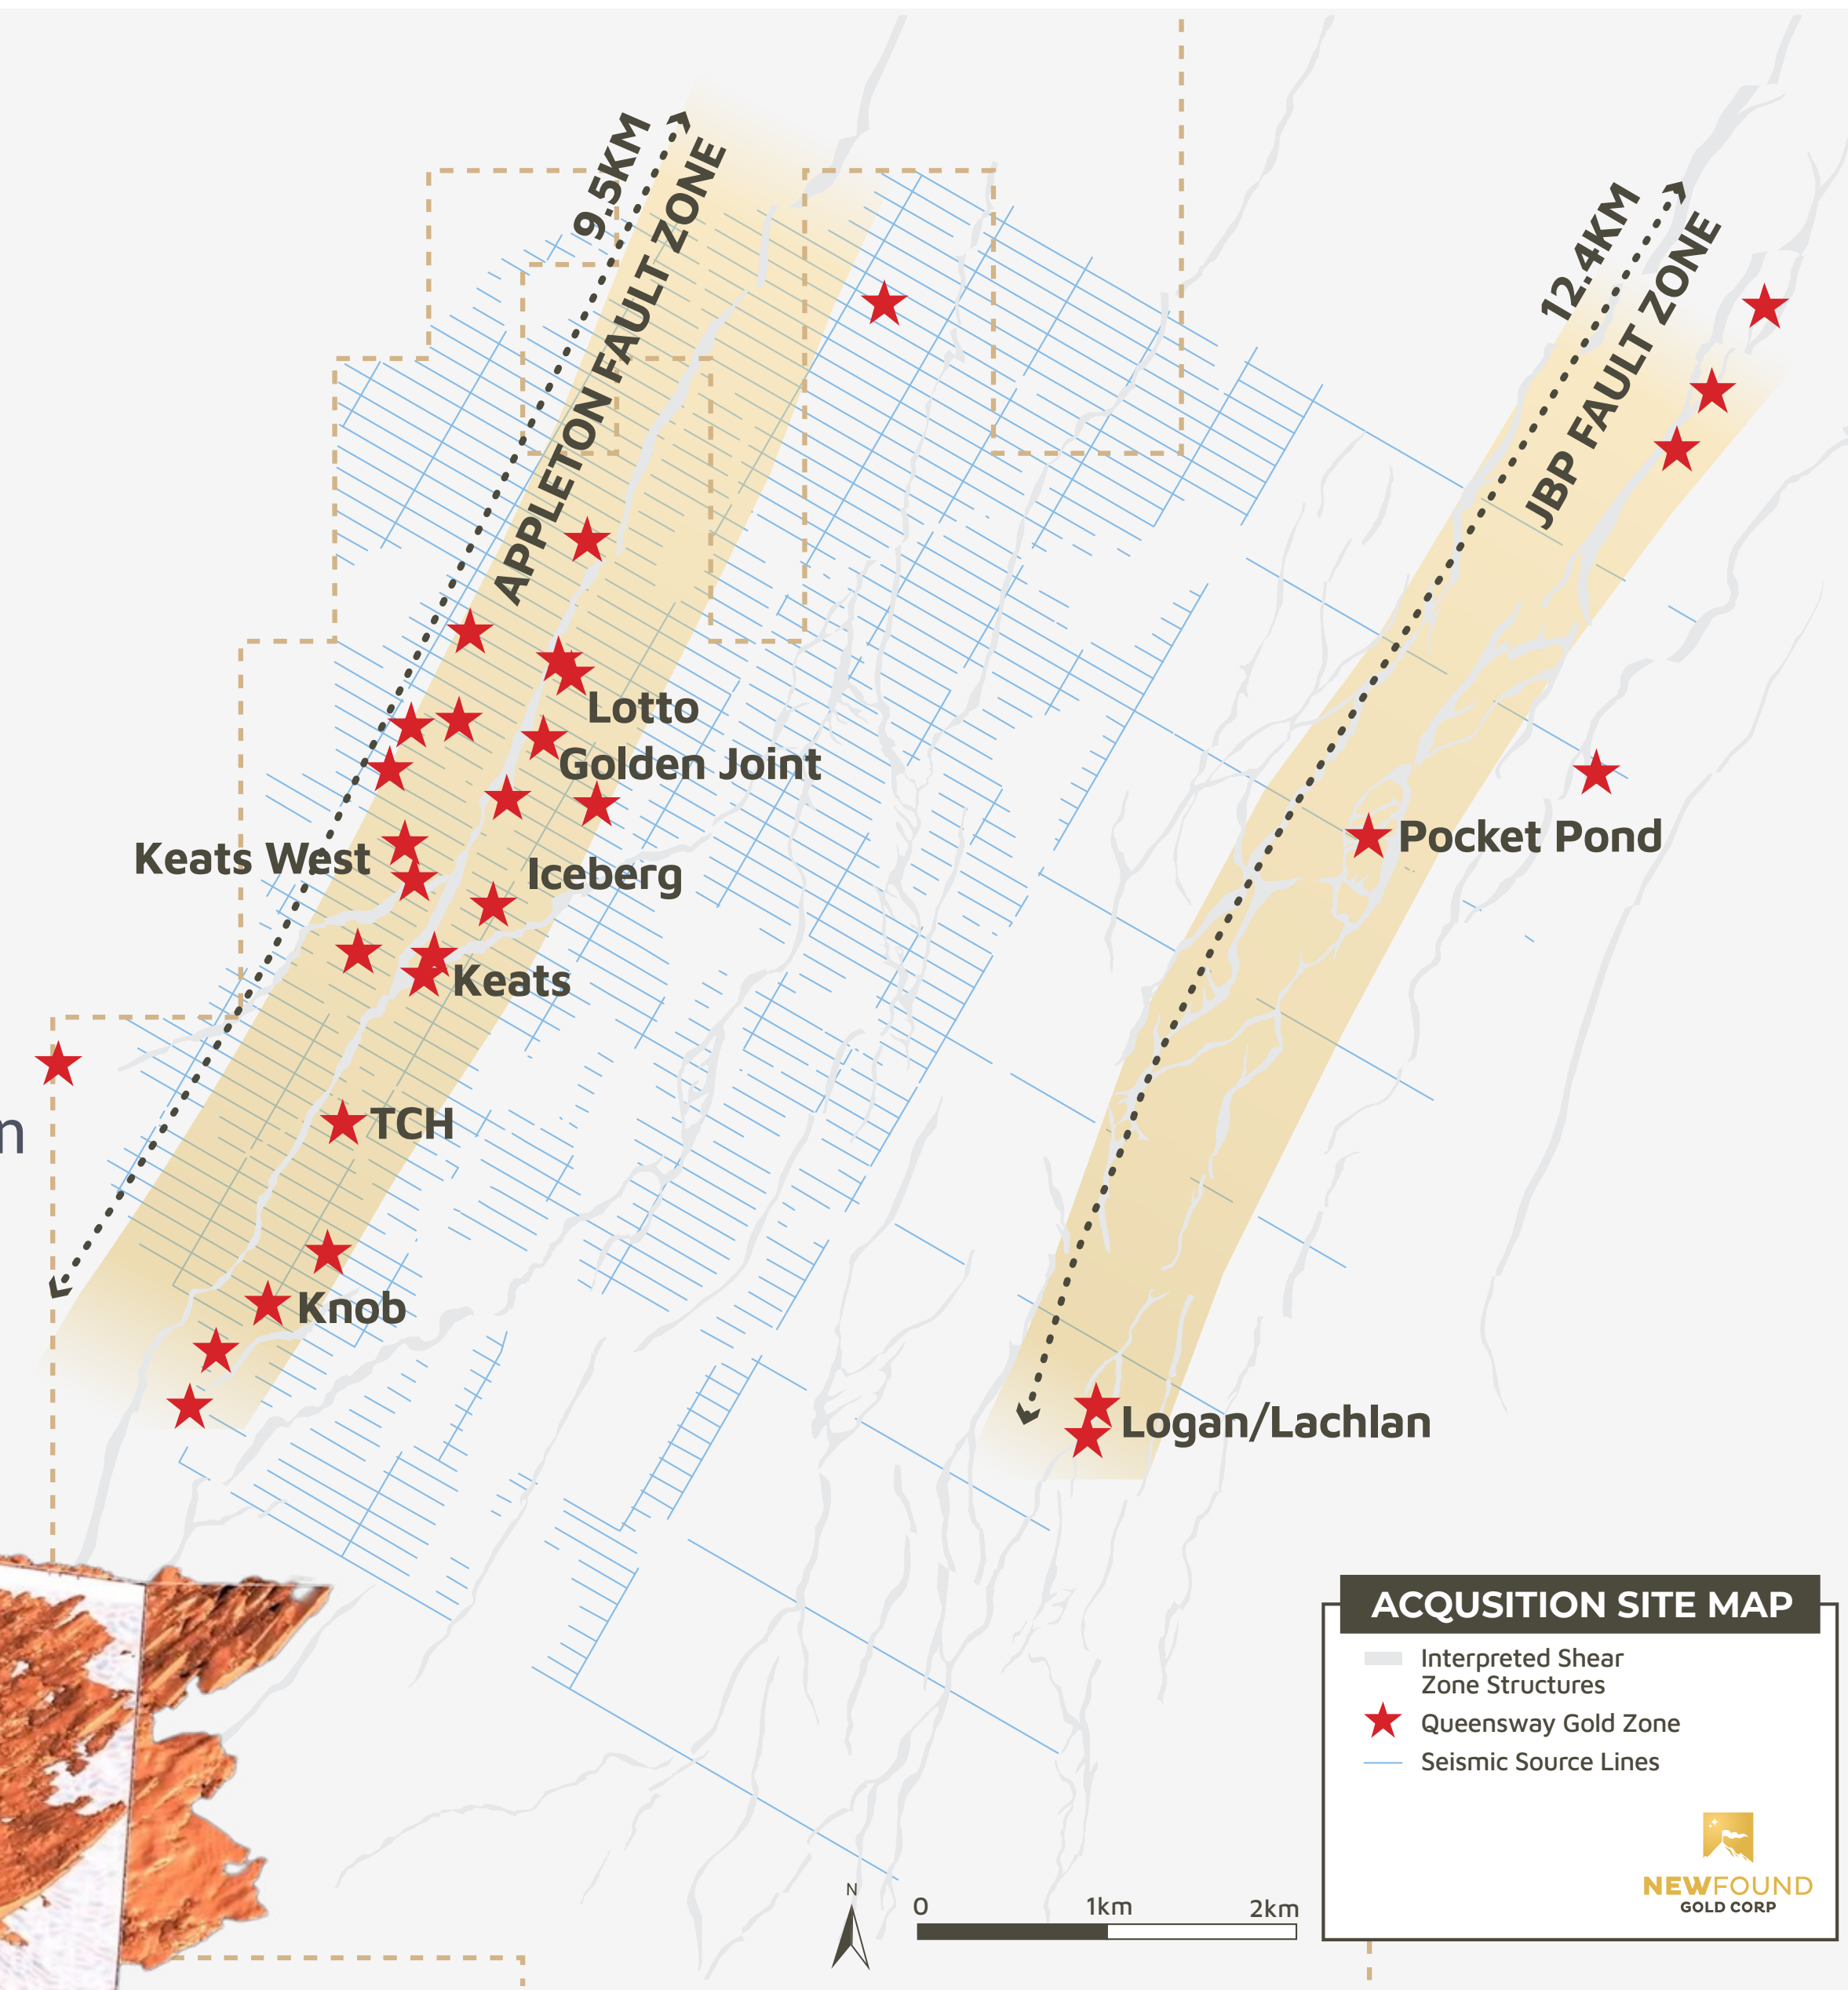 9.5KM
APPLETON FAULT ZONE
12.4KM
JBP FAULT ZONE
Lotto
Golden Joint
Keats West
Iceberg
Keats
Pocket Pond
n
TCH
Knob
Logan/Lachlan
ACQUSITION SITE MAP
Interpreted Shear
Zone Structures
Queensway Gold Zone
Seismic Source Lines
NEWFOUND
GOLD CORP
N
0 1km 2km